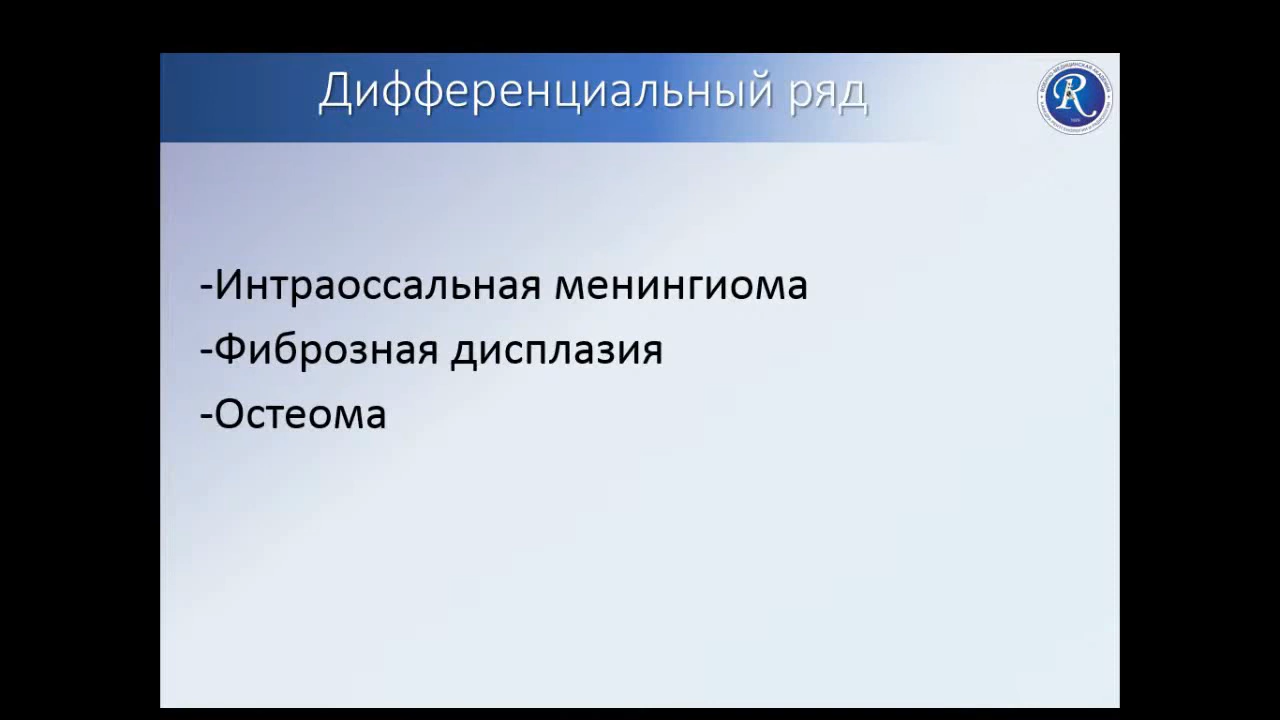 Дифференциальный ряд
-Интраоссальная менингиома
-Фиброзная дисплазия
-Остеома